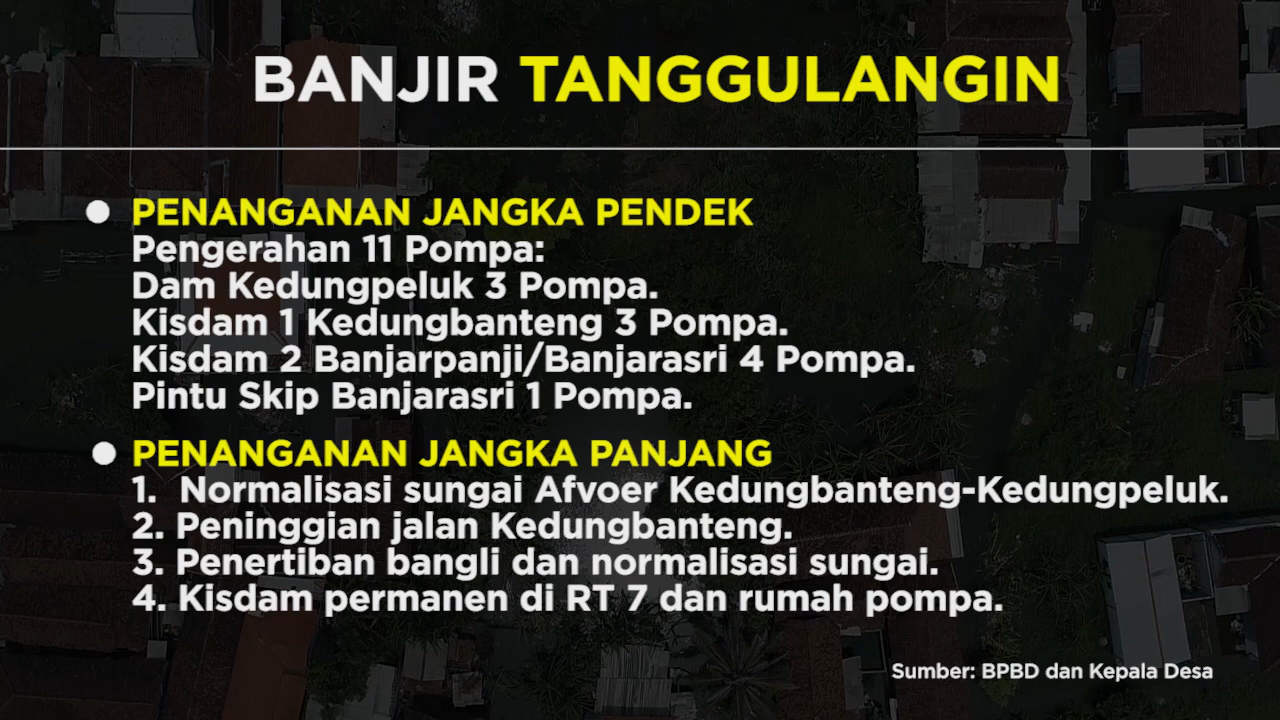 BANJIR TANGGULANGIN
PENANGANAN JANGKA PENDEK
Pengerahan 11 Pompa:
Dam Kedungpeluk 3 Pompa.
Kisdam 1 Kedungbanteng 3 Pompa.
Kisdam 2 Banjarpanji/Banjarasri 4 Pompa.
Pintu Skip Banjarasri 1 Pompa.
PENANGANAN JANGKA PANJANG
1. Normalisasi sungai Afvoer Kedungbanteng-Kedungpeluk.
2. Peninggian jalan Kedungbanteng.
3. Penertiban bangli dan normalisasi sungai.
4. Kisdam permanen di RT 7 dan rumah pompa.
Sumber: BPBD dan Kepala Desa